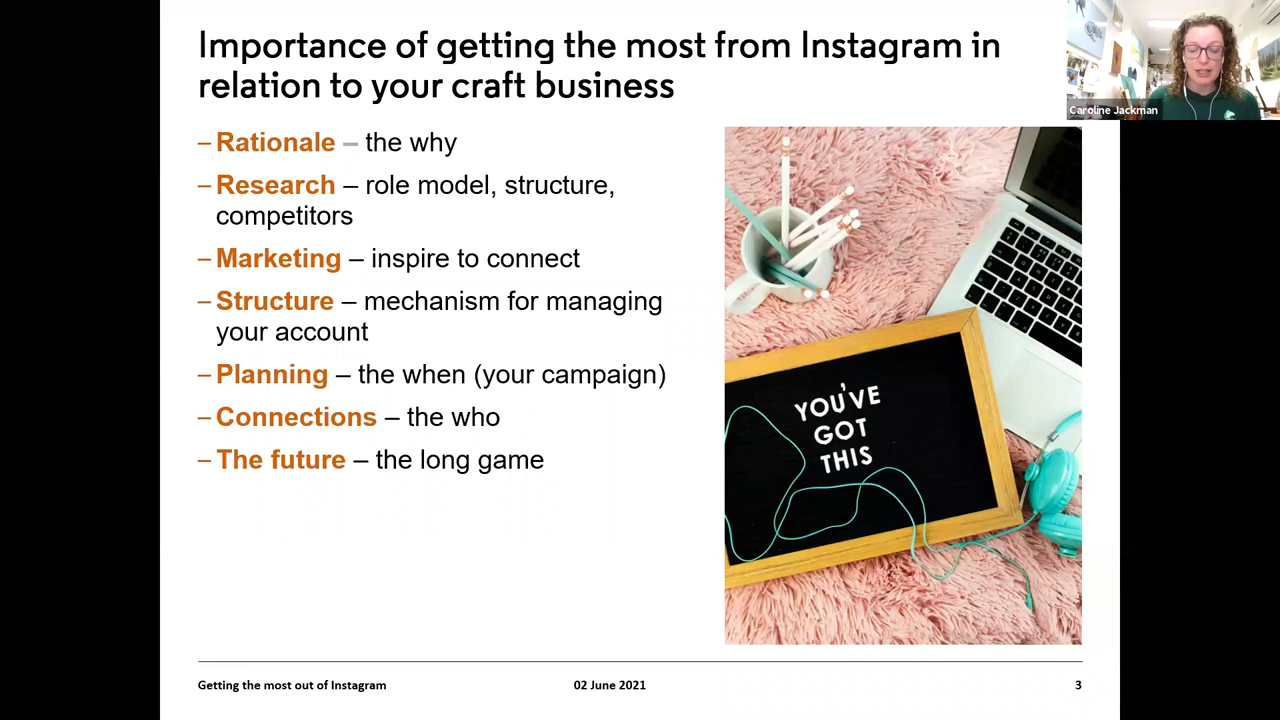 Importance of getting the most from Instagram in
relation to your craft business
Caroline Jackman
– Rationale – the why
– Research – role model, structure,
competitors
– Marketing – inspire to connect
– Structure – mechanism for managing
your account
– Planning – the when (your campaign)
– Connections – the who
– The future – the long game
YOU'VE
GOT
THIS
Getting the most out of Instagram
02 June 2021
3